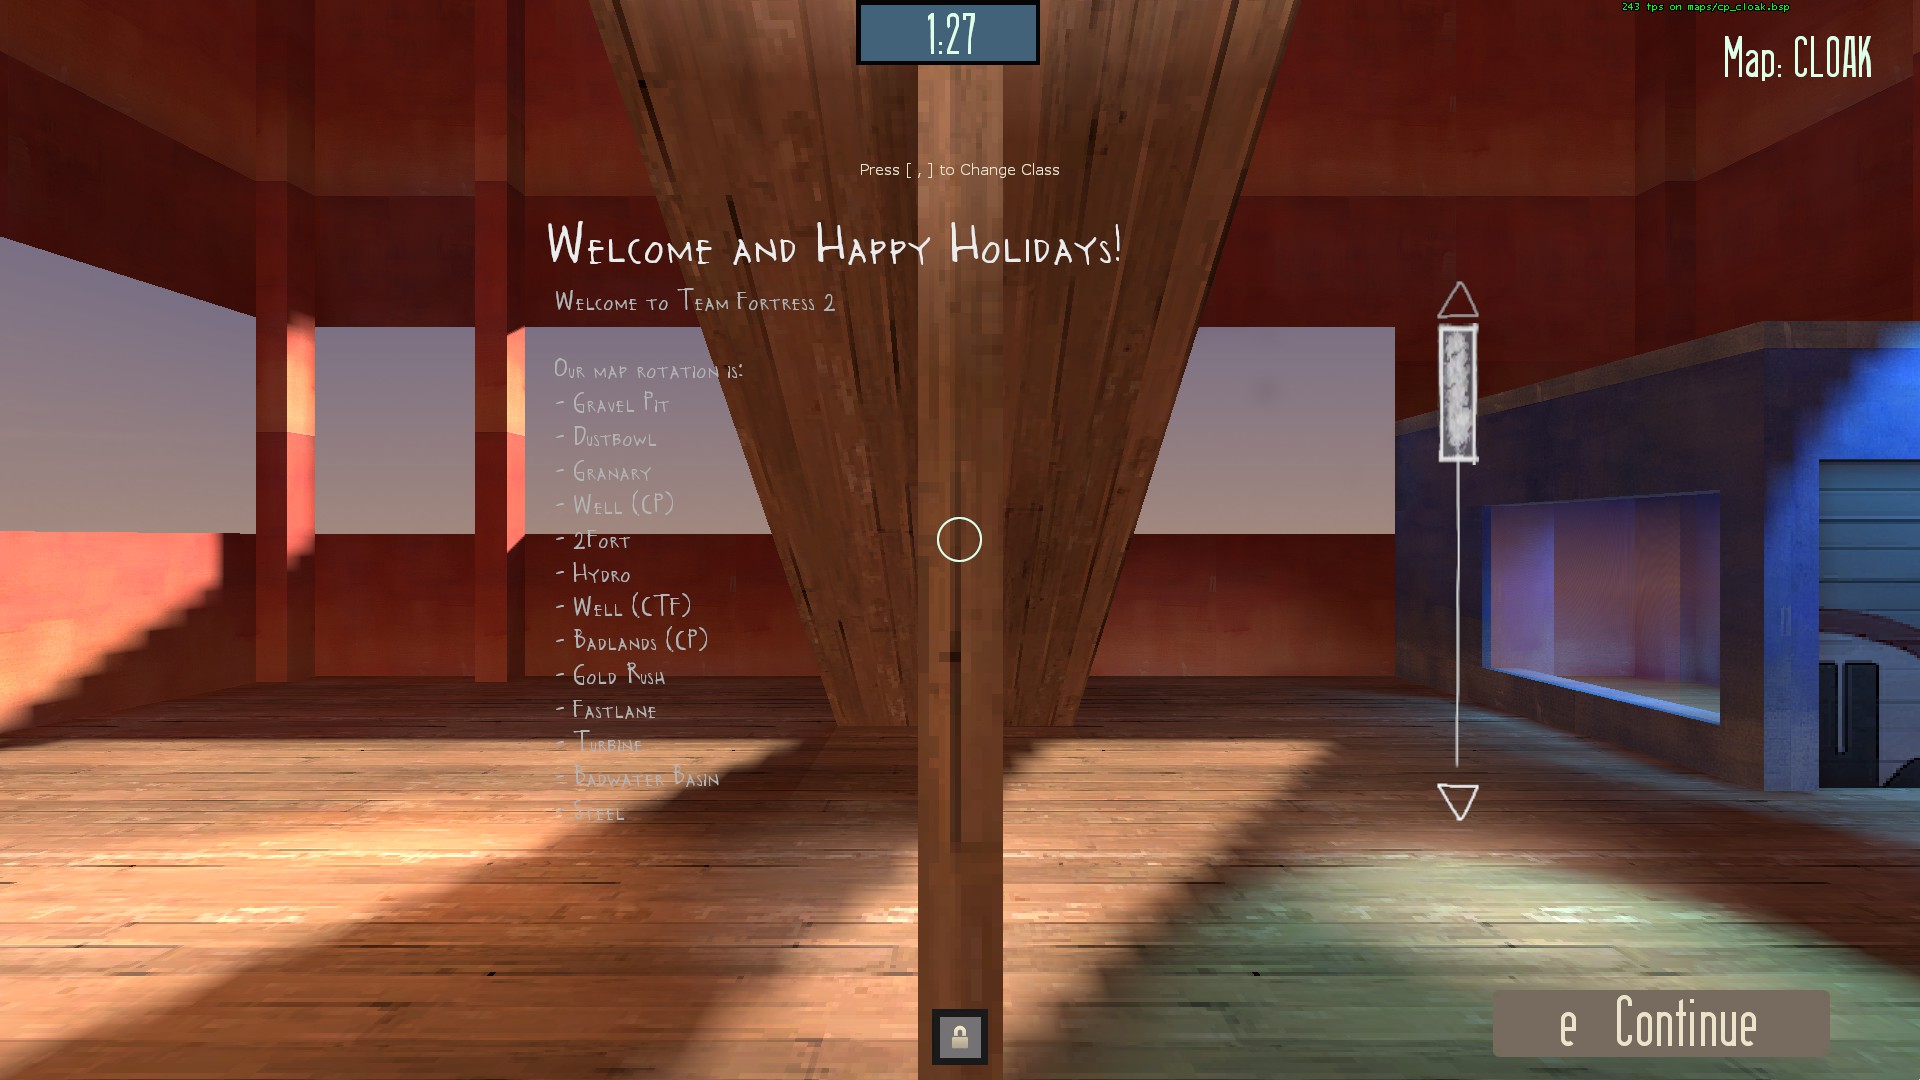 243 fps on maps/cp_cloak.bsp
1:27
Map: CLOAK
Press [ , ] to Change Class
Welcome and Happy Holidays!
Welcome to Team Fortress 2
Our map rotation is:
- Gravel Pit
- Dustbowl
- Granary
- Well (CP)
- 2Fort
- Hydro
- Well (CTF)
- Badlands (CP)
- Gold Rush
- Fastlane
- Turbine
- Badwater Basin
- Steel
e Continue